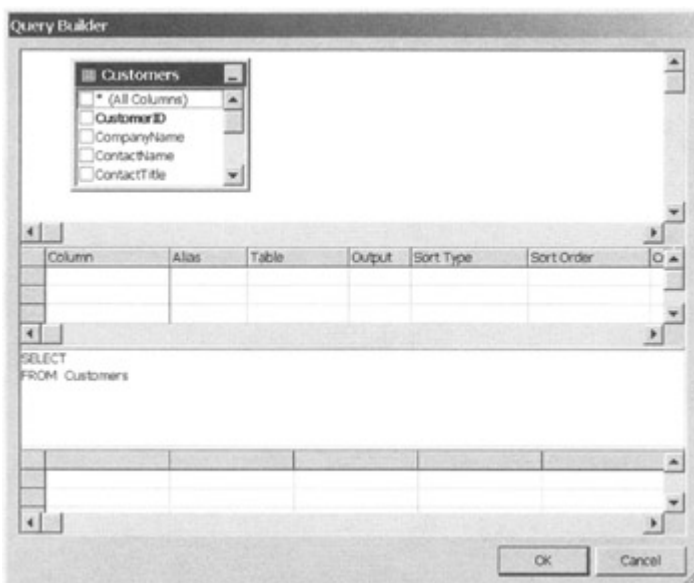 Query Builder
Customers
* (All Columns)
CustomerID
CompanyName
ContactName
ContactTitle
Column Alias Table Output Sort Type Sort Order
SELECT
FROM Customers
OK Cancel